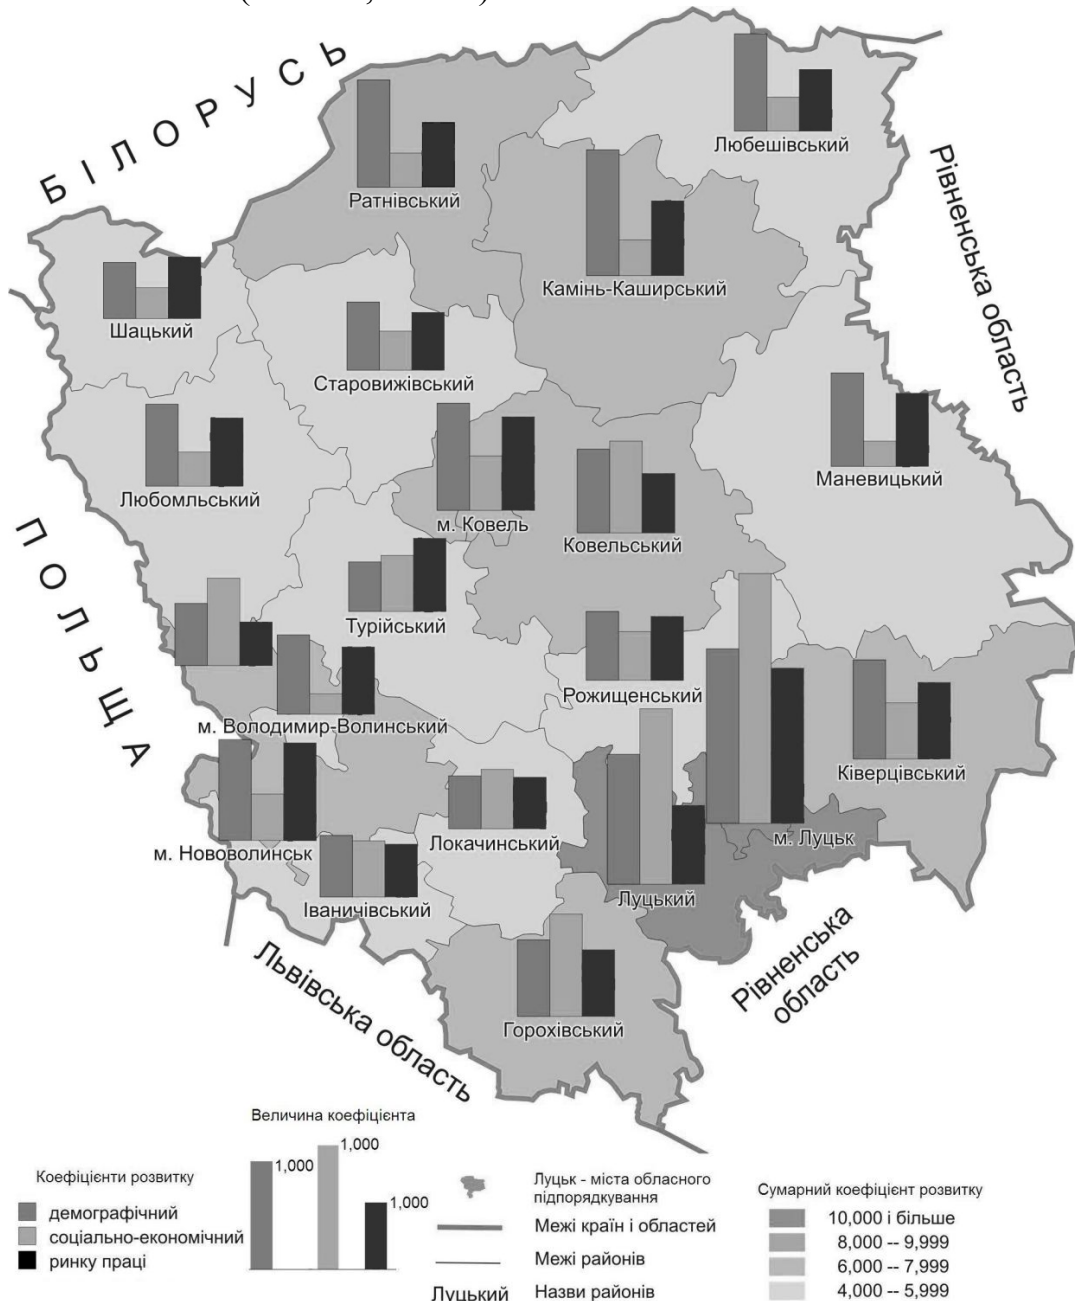 БІЛОРУСЬ
Любешівський
Рівненська область
Ратнівський
Камінь-Каширський
Шацький
Старовижівський
Любомльський
Маневицький
м. Ковель
Ковельський
ПОЛЬЩА
Турійський
Рожищенський
м. Володимир-Волинський
Ківерцівський
м. Луцьк
Локачинський
м. Нововолинськ
Іваничівський
Луцький
Рівненська
область
Львівська область
Горохівський
Величина коефіцієнта
1,000
1,000
1,000
Коефіцієнти розвитку
демографічний
соціально-економічний
ринку праці
Луцьк - міста обласного
підпорядкування
Межі країн і областей
Межі районів
Луцький Назви районів
Сумарний коефіцієнт розвитку
10,000 і більше
8,000 -- 9,999
6,000 -- 7,999
4,000 -- 5,999